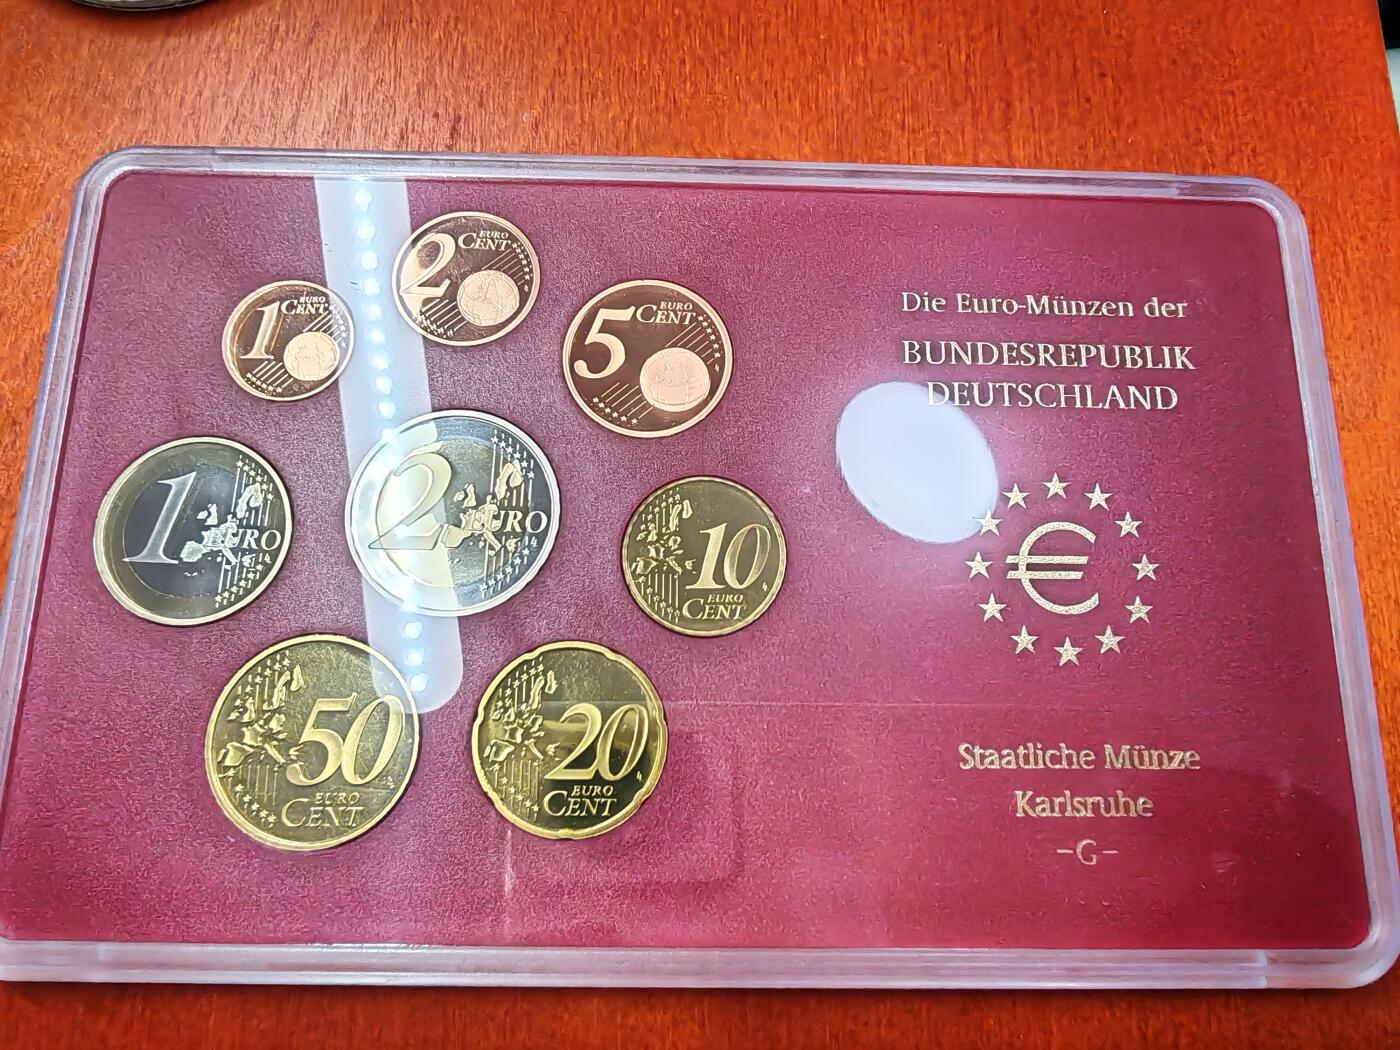 1 EURO CENT
2 EURO CENT
5 EURO CENT
1 EURO
2 EURO
10 EURO CENT
50 EURO CENT
20 EURO CENT
Die Euro-Münzen der
BUNDESREPUBLIK
DEUTSCHLAND
€
Staatliche Münze
Karlsruhe
-G-